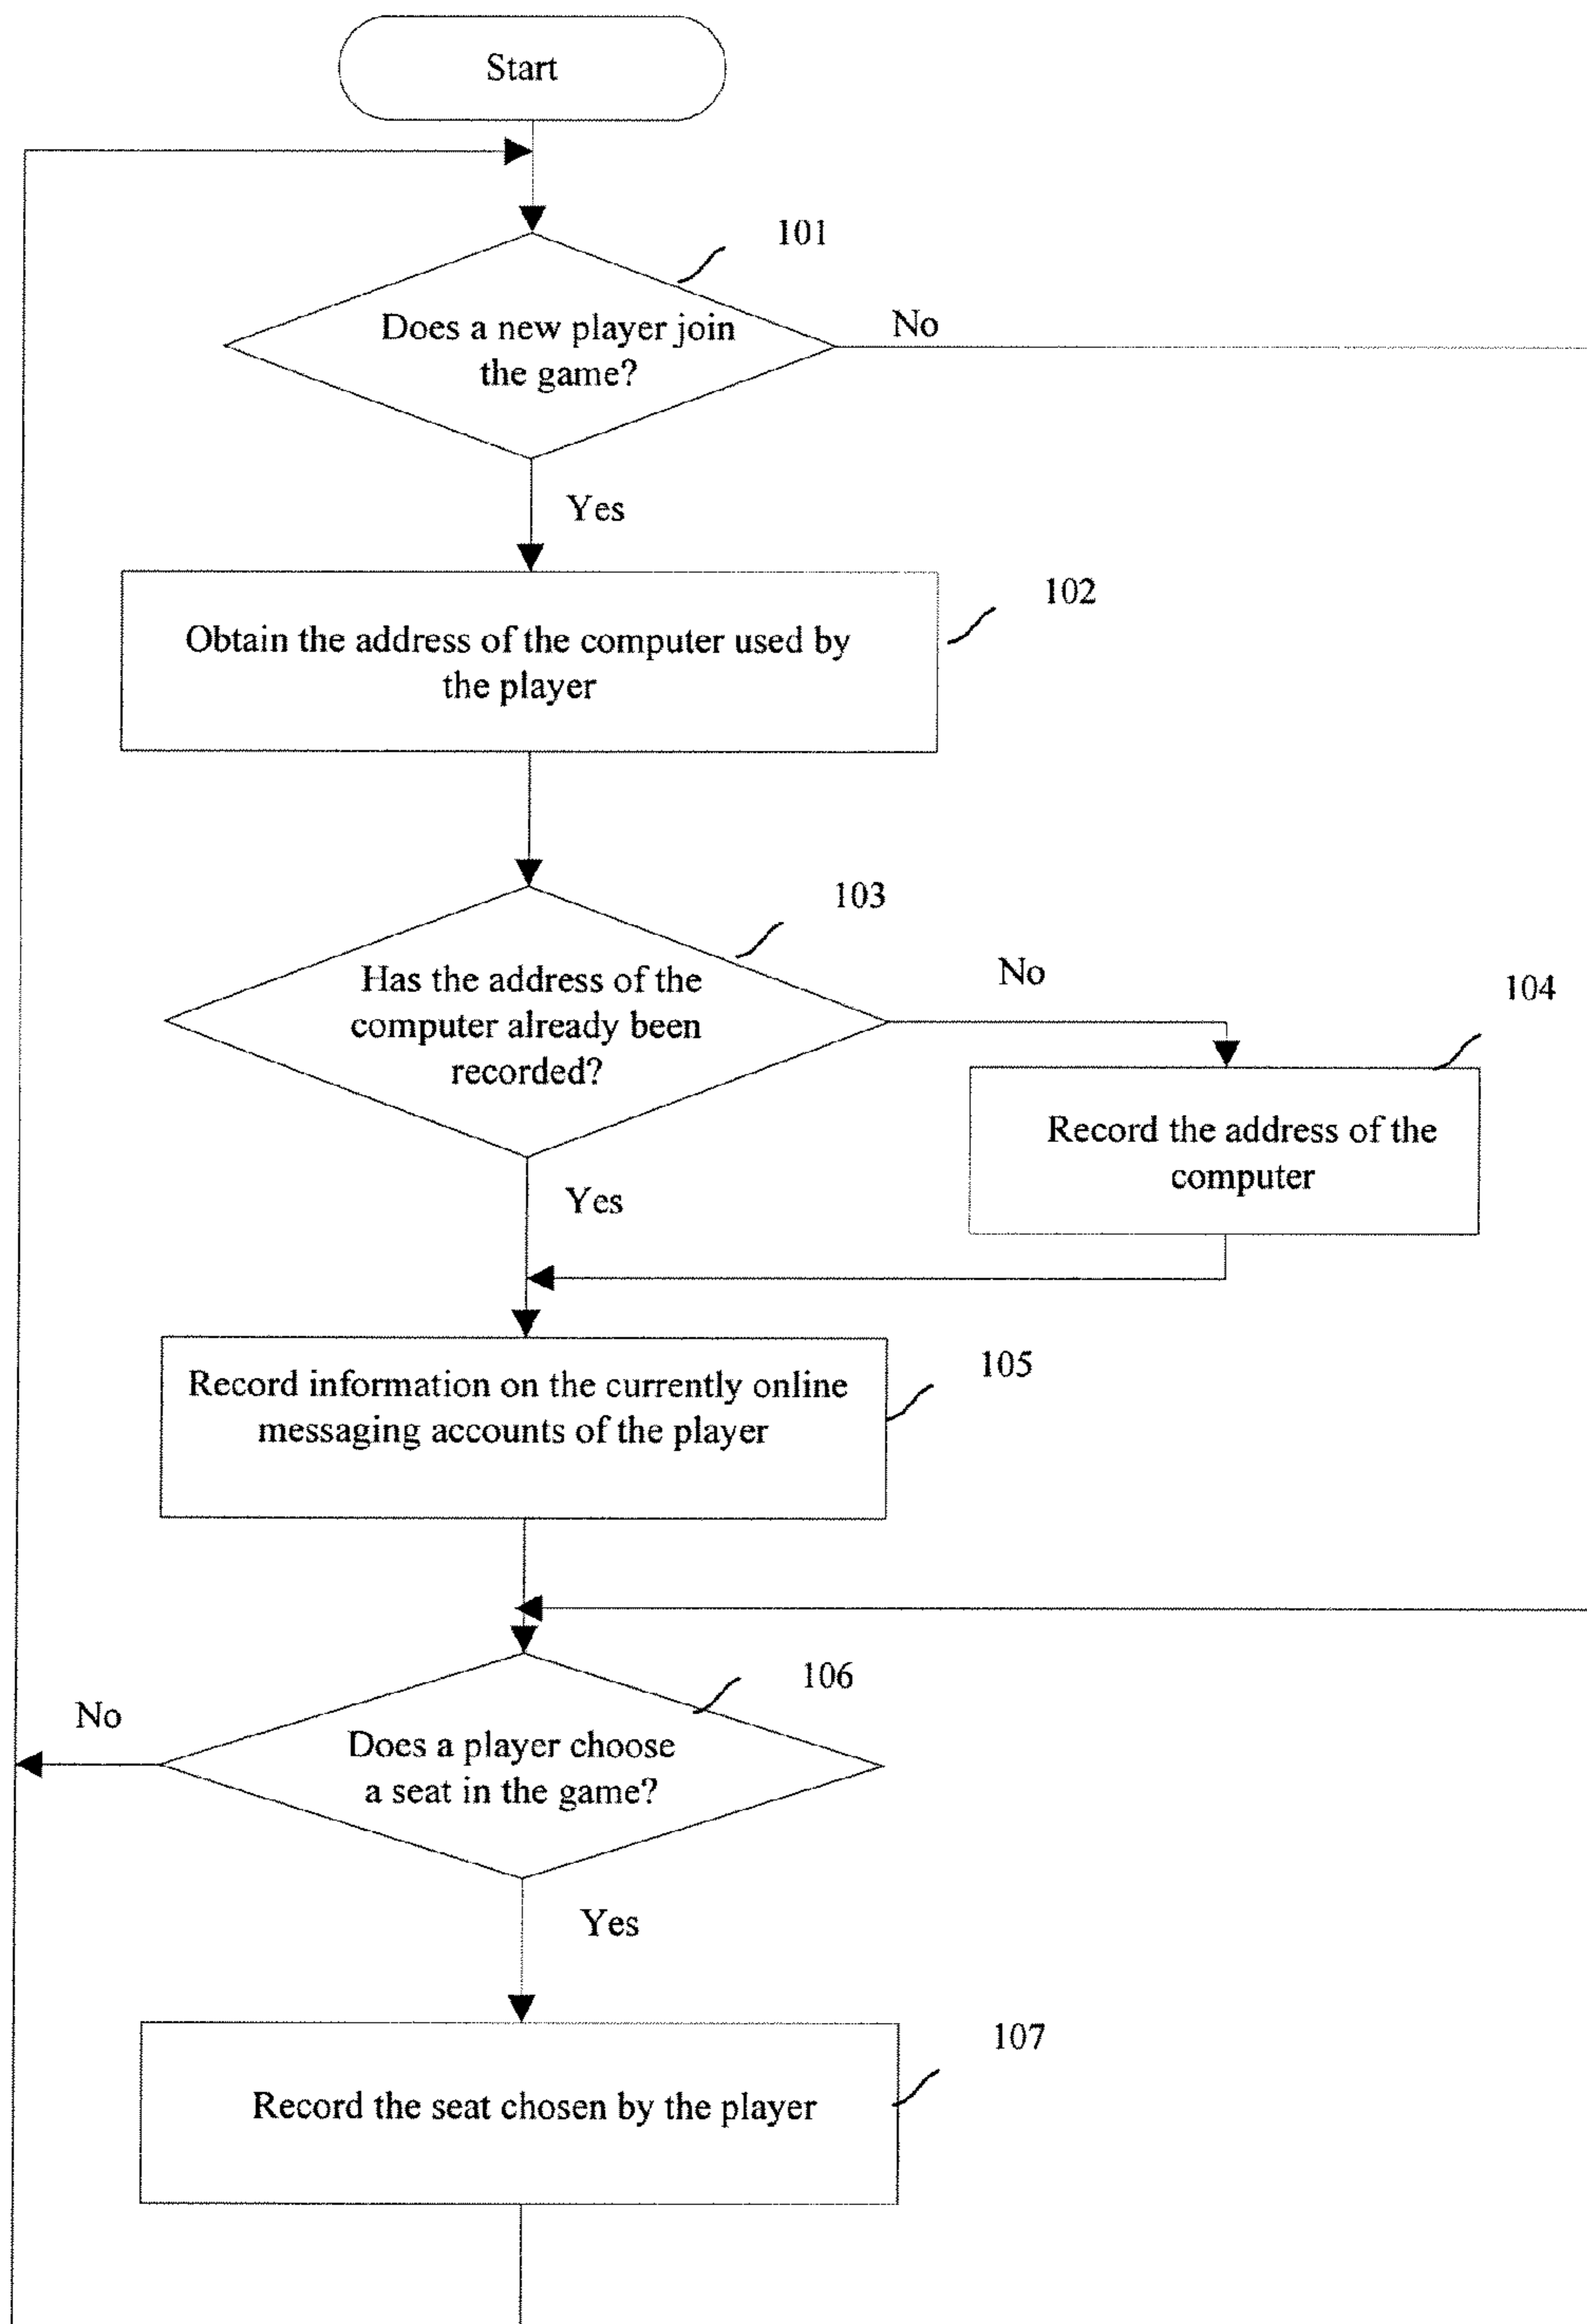 Start
101
Does a new player join
the game?
No
Yes
102
Obtain the address of the computer used by
the player
103
Has the address of the
computer already been
recorded?
No
104
Record the address of the
computer
Yes
105
Record information on the currently online
messaging accounts of the player
106
No
Does a player choose
a seat in the game?
Yes
107
Record the seat chosen by the player